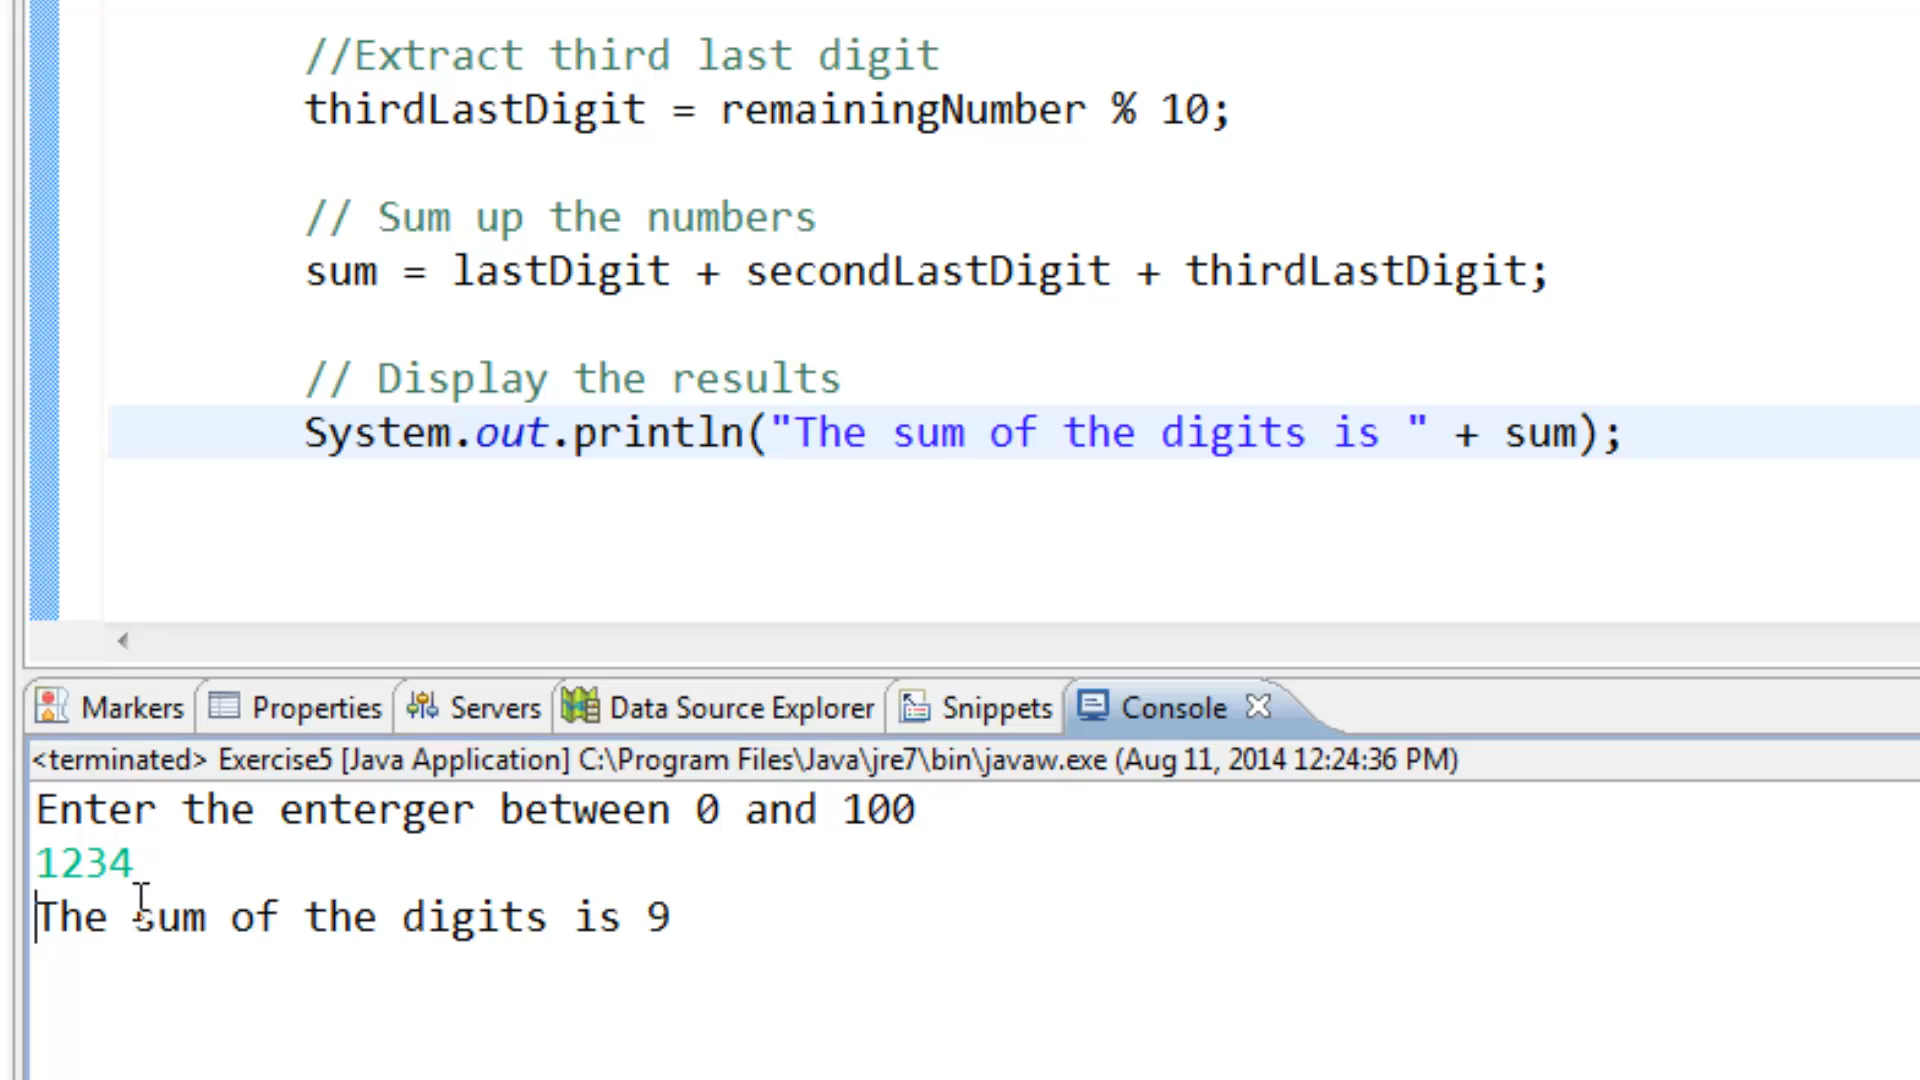 //Extract third last digit
thirdLastDigit = remainingNumber % 10;
// Sum up the numbers
sum = lastDigit + secondLastDigit + thirdLastDigit;
// Display the results
System.out.println("The sum of the digits is " + sum);
Markers Properties Servers Data Source Explorer Snippets Console
<terminated> Exercise5 [Java Application] C:\Program Files\Java\jre7\bin\javaw.exe (Aug 11, 2014 12:24:36 PM)
Enter the enterger between 0 and 100
1234
The sum of the digits is 9